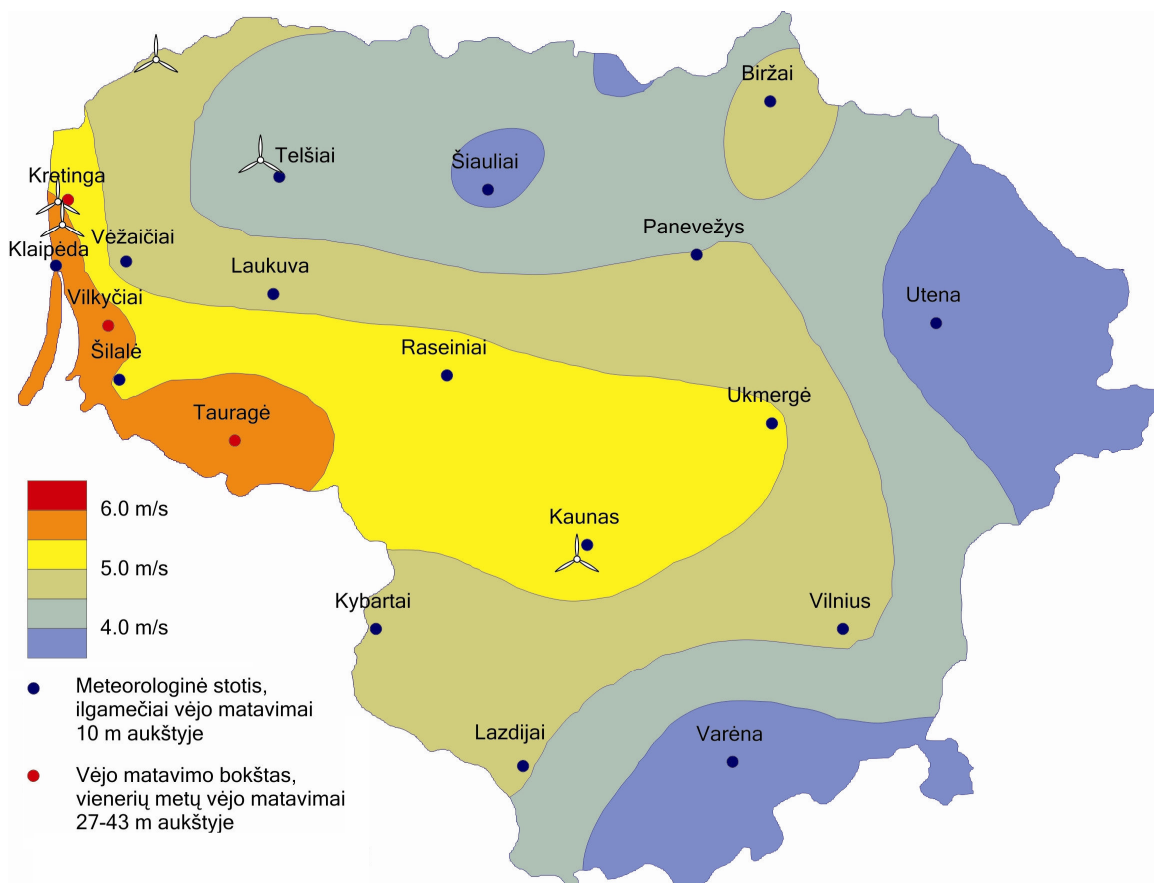 Biržai
Telšiai
Šiauliai
Kretinga
Panevežys
Vėžaičiai
Klaipėda
Laukuva
Utena
Vilkyčiai
Raseiniai
Šilalė
Ukmergė
Tauragė
6.0 m/s
Kaunas
5.0 m/s
Kybartai
Vilnius
4.0 m/s
Meteorologinė stotis,
ilgamečiai vėjo matavimai
10 m aukštyje
Lazdijai
Varėna
Vėjo matavimo bokštas,
vienerių metų vėjo matavimai
27-43 m aukštyje